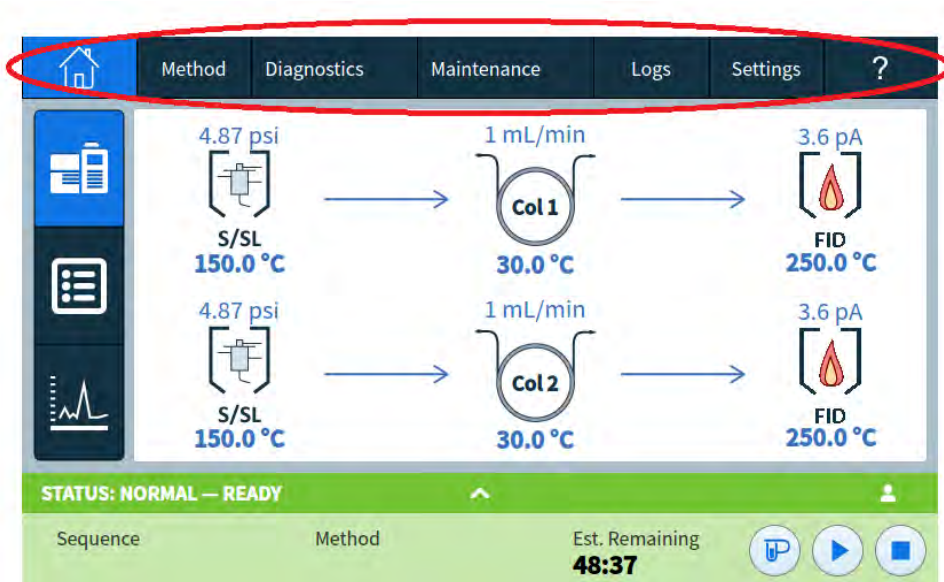 Method Diagnostics Maintenance Logs Settings ?
4.87 psi 1 mL/min 3.6 pA
Col 1
S/SL FID
150.0 °C 30.0 °C 250.0 °C
4.87 psi 1 mL/min 3.6 pA
Col 2
S/SL FID
150.0 °C 30.0 °C 250.0 °C
STATUS: NORMAL — READY
Sequence Method Est. Remaining
48:37